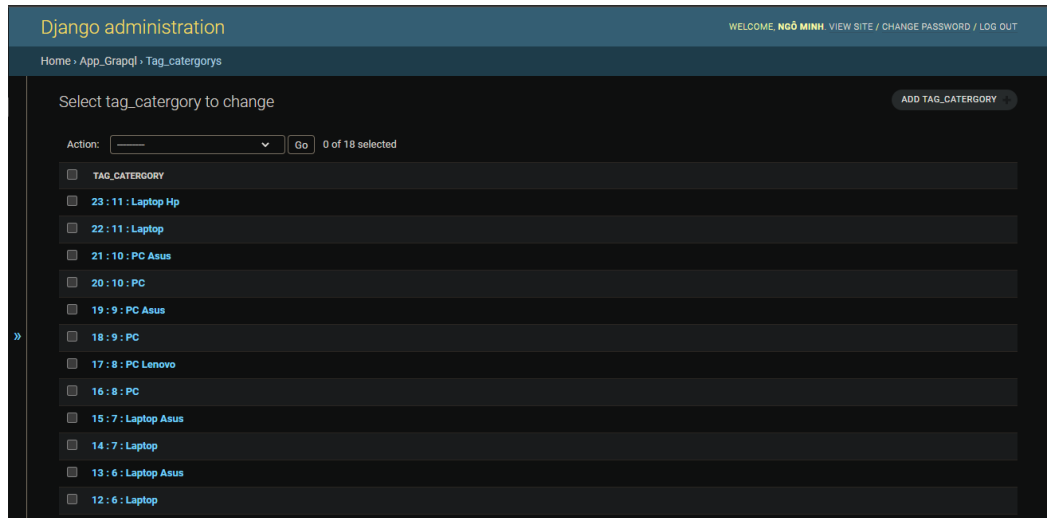 Django administration
WELCOME, NGÔ MINH. VIEW SITE / CHANGE PASSWORD / LOG OUT
Home › App_Grapql › Tag_catergorys
Select tag_catergory to change
ADD TAG_CATERGORY +
Action: --------- Go 0 of 18 selected
TAG_CATERGORY
23 : 11 : Laptop Hp
22 : 11 : Laptop
21 : 10 : PC Asus
20 : 10 : PC
19 : 9 : PC Asus
»
18 : 9 : PC
17 : 8 : PC Lenovo
16 : 8 : PC
15 : 7 : Laptop Asus
14 : 7 : Laptop
13 : 6 : Laptop Asus
12 : 6 : Laptop